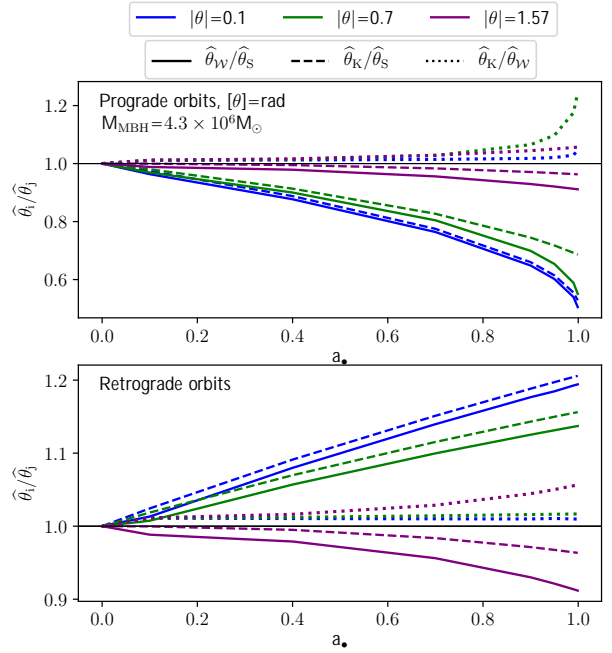 |θ|=0.1 |θ|=0.7 |θ|=1.57
θ̂_𝒲/θ̂_S θ̂_K/θ̂_S θ̂_K/θ̂_𝒲
Prograde orbits, [θ]=rad
M_MBH=4.3 × 10⁶M_⊙
1.2
1.0
0.8
0.6
θ̂_i/θ̂_j
0.0 0.2 0.4 0.6 0.8 1.0
a_•
Retrograde orbits
1.2
1.1
1.0
0.9
θ̂_i/θ̂_j
0.0 0.2 0.4 0.6 0.8 1.0
a_•